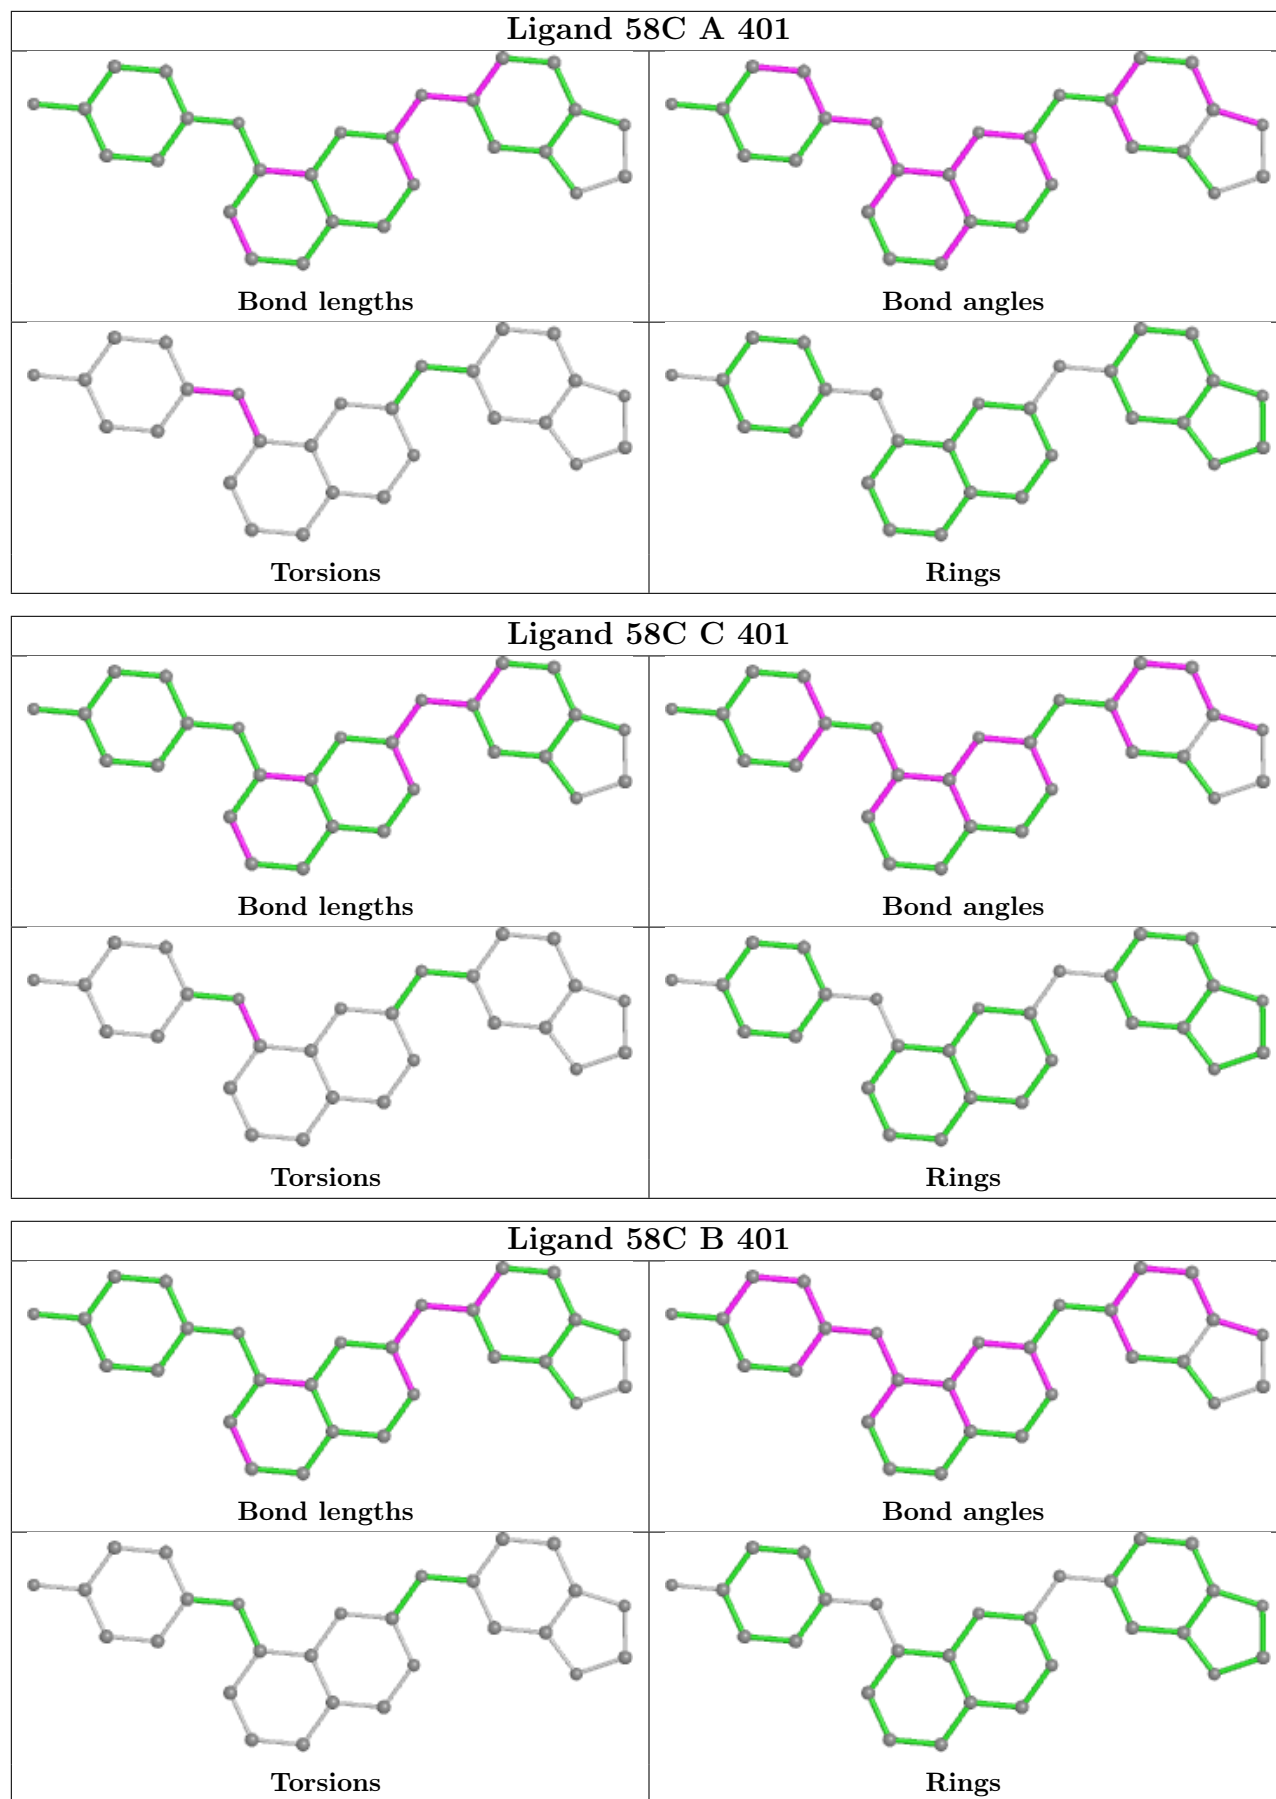 Ligand 58C A 401
Bond lengths
Bond angles
Torsions
Rings
Ligand 58C C 401
Bond lengths
Bond angles
Torsions
Rings
Ligand 58C B 401
Bond lengths
Bond angles
Torsions
Rings